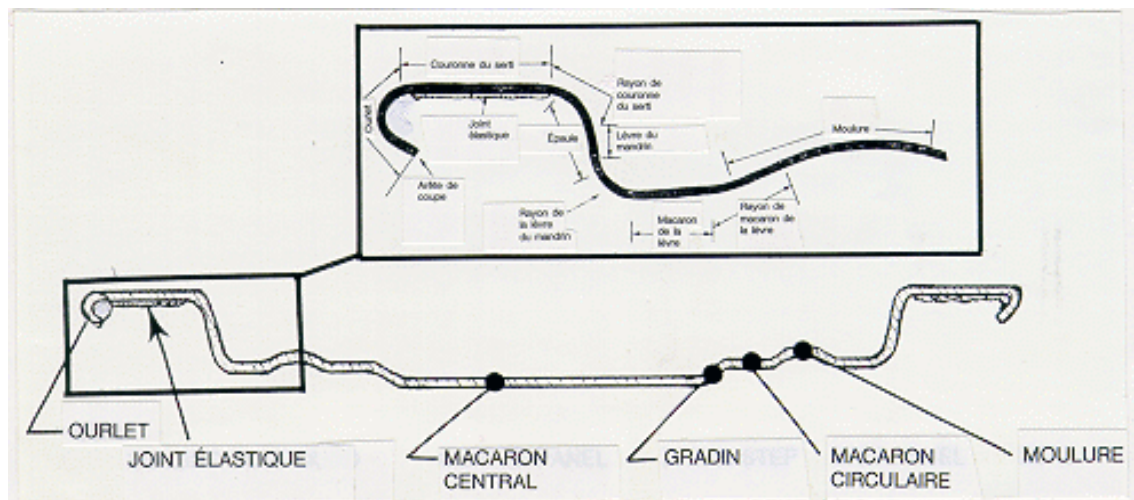 Couronne du serti
Rayon de
couronne
du serti
Ourlet
Joint
élastique
Épaule
Lèvre du
mandrin
Moulure
Arête de
coupe
Rayon de
la lèvre
du mandrin
Macaron
de la
lèvre
Rayon de
macaron de
la lèvre
OURLET
JOINT ÉLASTIQUE
MACARON
CENTRAL
GRADIN
MACARON
CIRCULAIRE
MOULURE